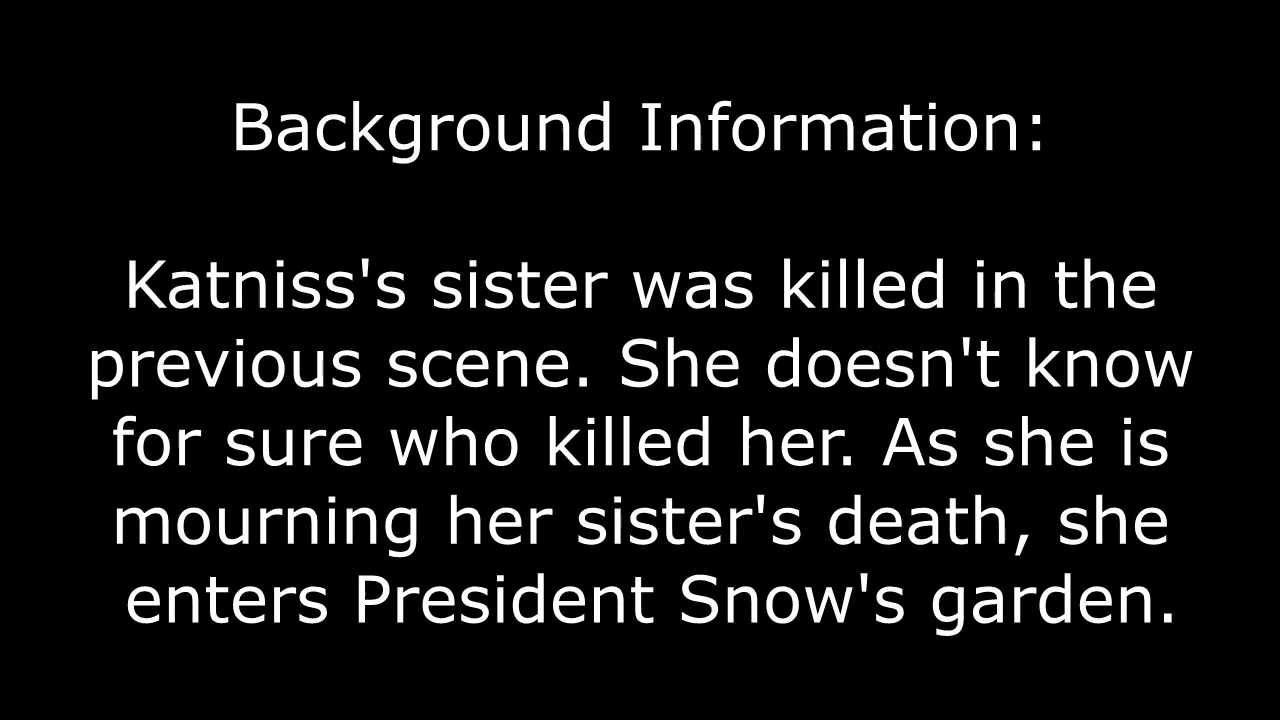 Background Information:
Katniss's sister was killed in the
previous scene. She doesn't know
for sure who killed her. As she is
mourning her sister's death, she
enters President Snow's garden.